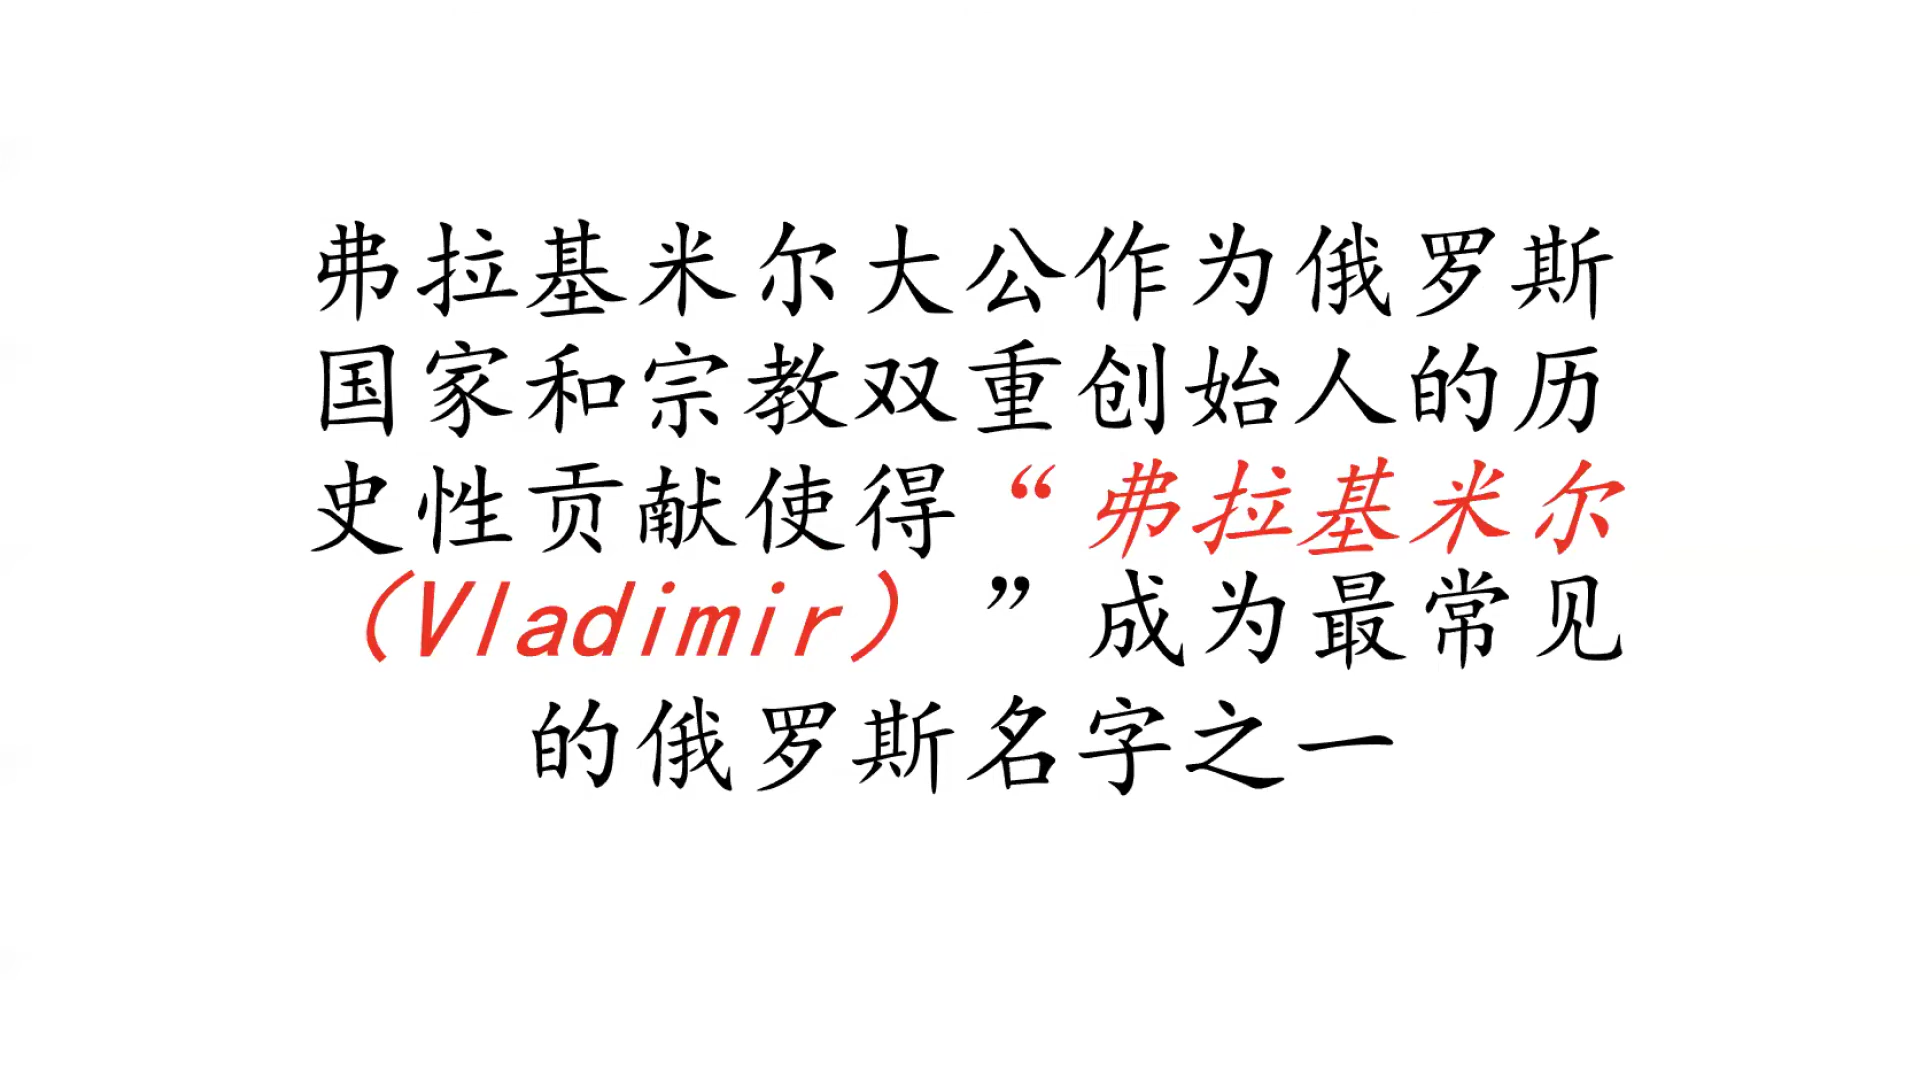 弗拉基米尔大公作为俄罗斯
国家和宗教双重创始人的历
史性贡献使得“弗拉基米尔
（Vladimir）”成为最常见
的俄罗斯名字之一